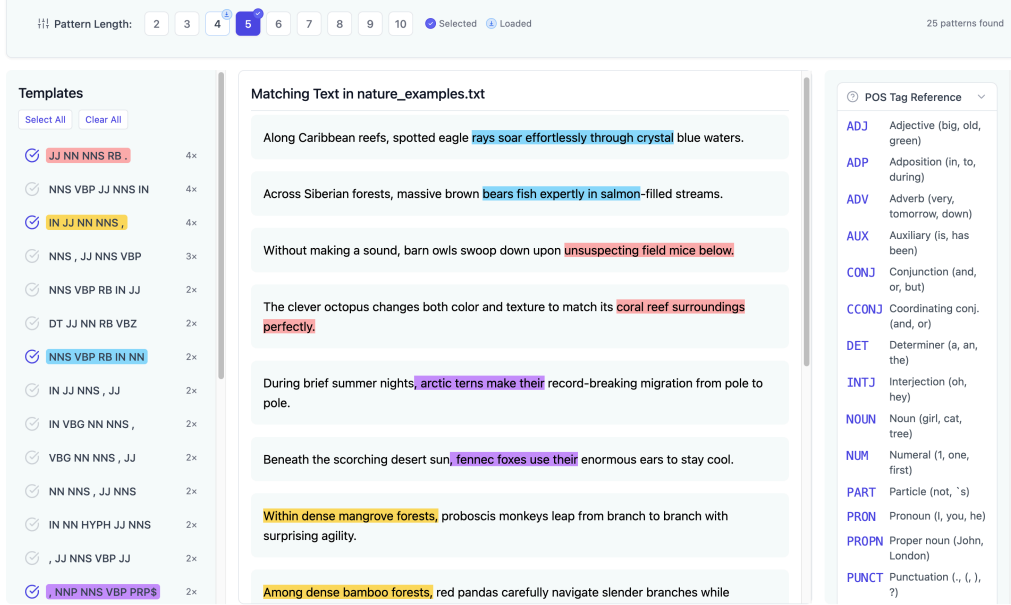 Pattern Length: 2 3 4 5 6 7 8 9 10 Selected Loaded 25 patterns found
Templates
Select All Clear All
JJ NN NNS RB . 4×
NNS VBP JJ NNS IN 4×
IN JJ NN NNS , 4×
NNS , JJ NNS VBP 3×
NNS VBP RB IN JJ 2×
DT JJ NN RB VBZ 2×
NNS VBP RB IN NN 2×
IN JJ NNS , JJ 2×
IN VBG NN NNS , 2×
VBG NN NNS , JJ 2×
NN NNS , JJ NNS 2×
IN NN HYPH JJ NNS 2×
, JJ NNS VBP JJ 2×
, NNP NNS VBP PRP$ 2×
Matching Text in nature_examples.txt
Along Caribbean reefs, spotted eagle rays soar effortlessly through crystal blue waters.
Across Siberian forests, massive brown bears fish expertly in salmon-filled streams.
Without making a sound, barn owls swoop down upon unsuspecting field mice below.
The clever octopus changes both color and texture to match its coral reef surroundings
perfectly.
During brief summer nights, arctic terns make their record-breaking migration from pole to
pole.
Beneath the scorching desert sun, fennec foxes use their enormous ears to stay cool.
Within dense mangrove forests, proboscis monkeys leap from branch to branch with
surprising agility.
Among dense bamboo forests, red pandas carefully navigate slender branches while
POS Tag Reference
ADJ Adjective (big, old,
green)
ADP Adposition (in, to,
during)
ADV Adverb (very,
tomorrow, down)
AUX Auxiliary (is, has
been)
CONJ Conjunction (and,
or, but)
CCONJ Coordinating conj.
(and, or)
DET Determiner (a, an,
the)
INTJ Interjection (oh,
hey)
NOUN Noun (girl, cat,
tree)
NUM Numeral (1, one,
first)
PART Particle (not, `s)
PRON Pronoun (I, you, he)
PROPN Proper noun (John,
London)
PUNCT Punctuation (., (, ),
?)